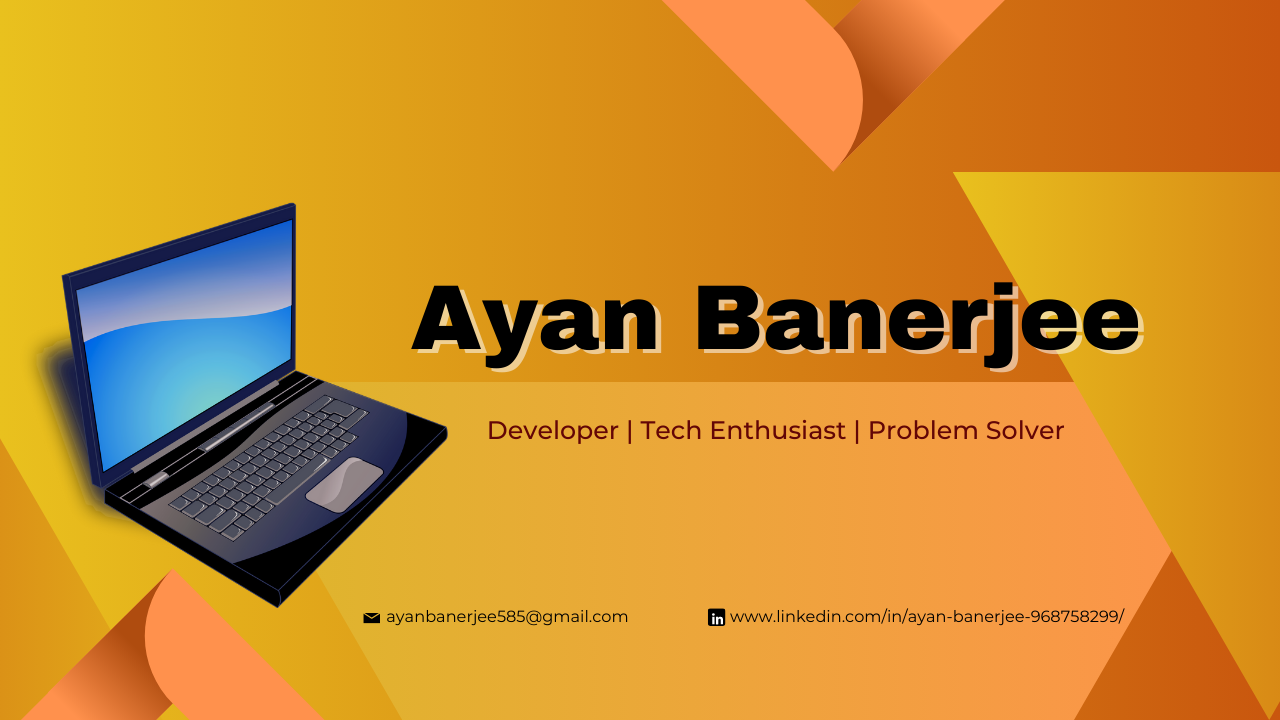 Ayan Banerjee
Developer | Tech Enthusiast | Problem Solver
ayanbanerjee585@gmail.com
www.linkedin.com/in/ayan-banerjee-968758299/